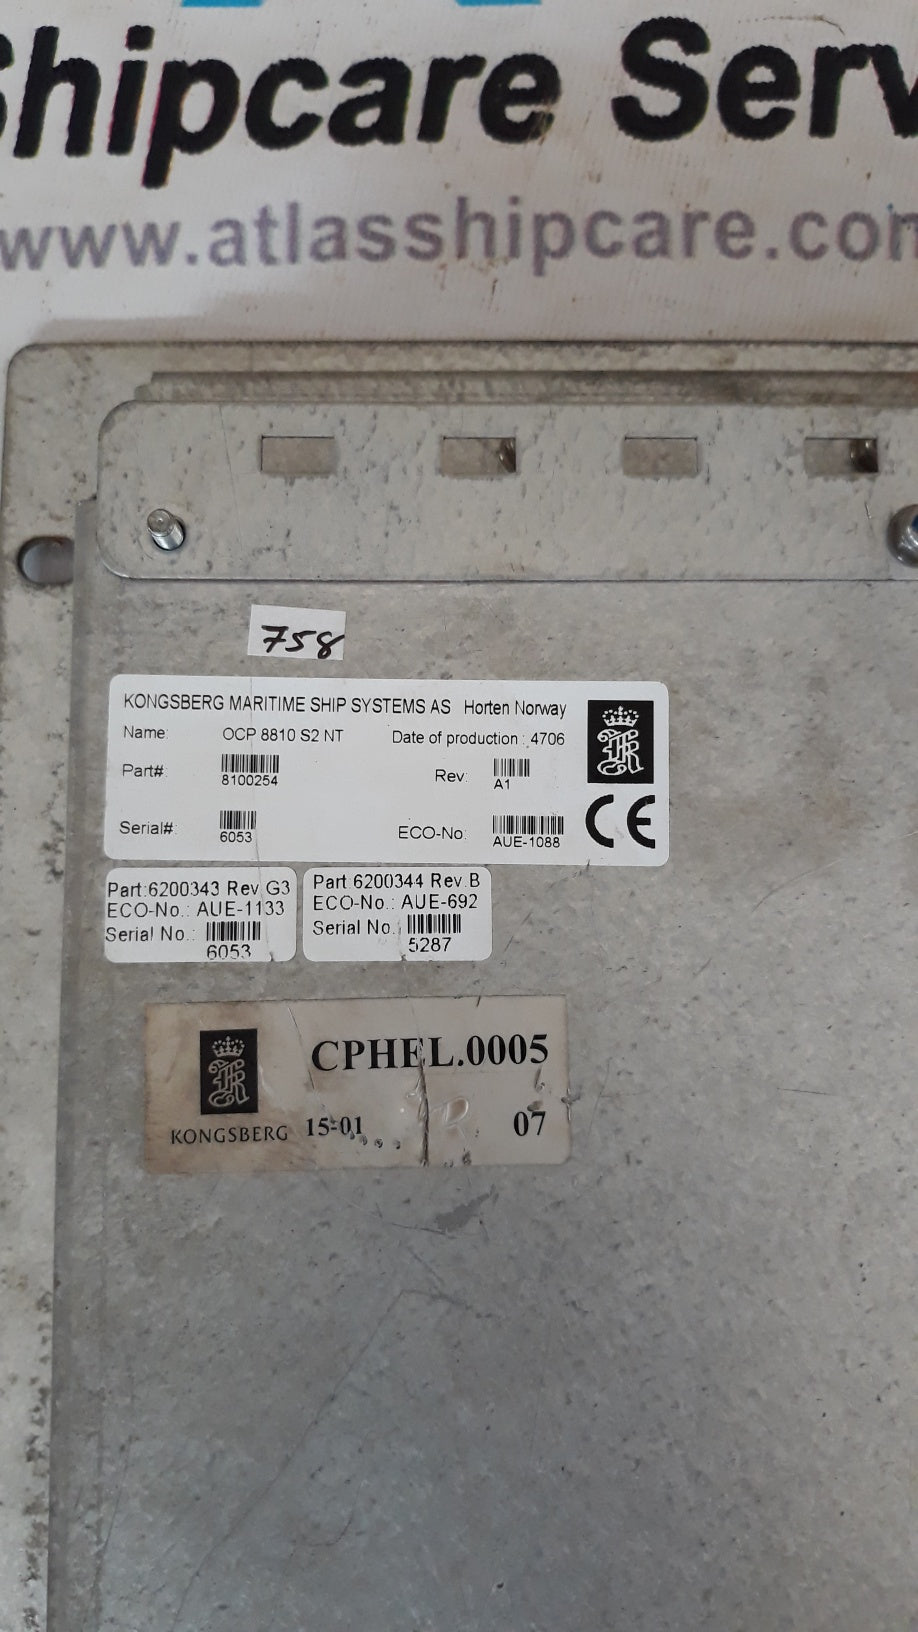 Shipcare Serv
www.atlasshipcare.com
758
KONGSBERG MARITIME SHIP SYSTEMS AS Horten Norway
Name: OCP 8810 S2 NT Date of production : 4706
Part#: 8100254 Rev: A1
Serial#: 6053 ECO-No: AUE-1088
CE
Part:6200343 Rev.G3
ECO-No.: AUE-1133
Serial No.: 6053
Part 6200344 Rev.B
ECO-No.: AUE-692
Serial No.: 5287
CPHEL.0005
KONGSBERG 15-01 07